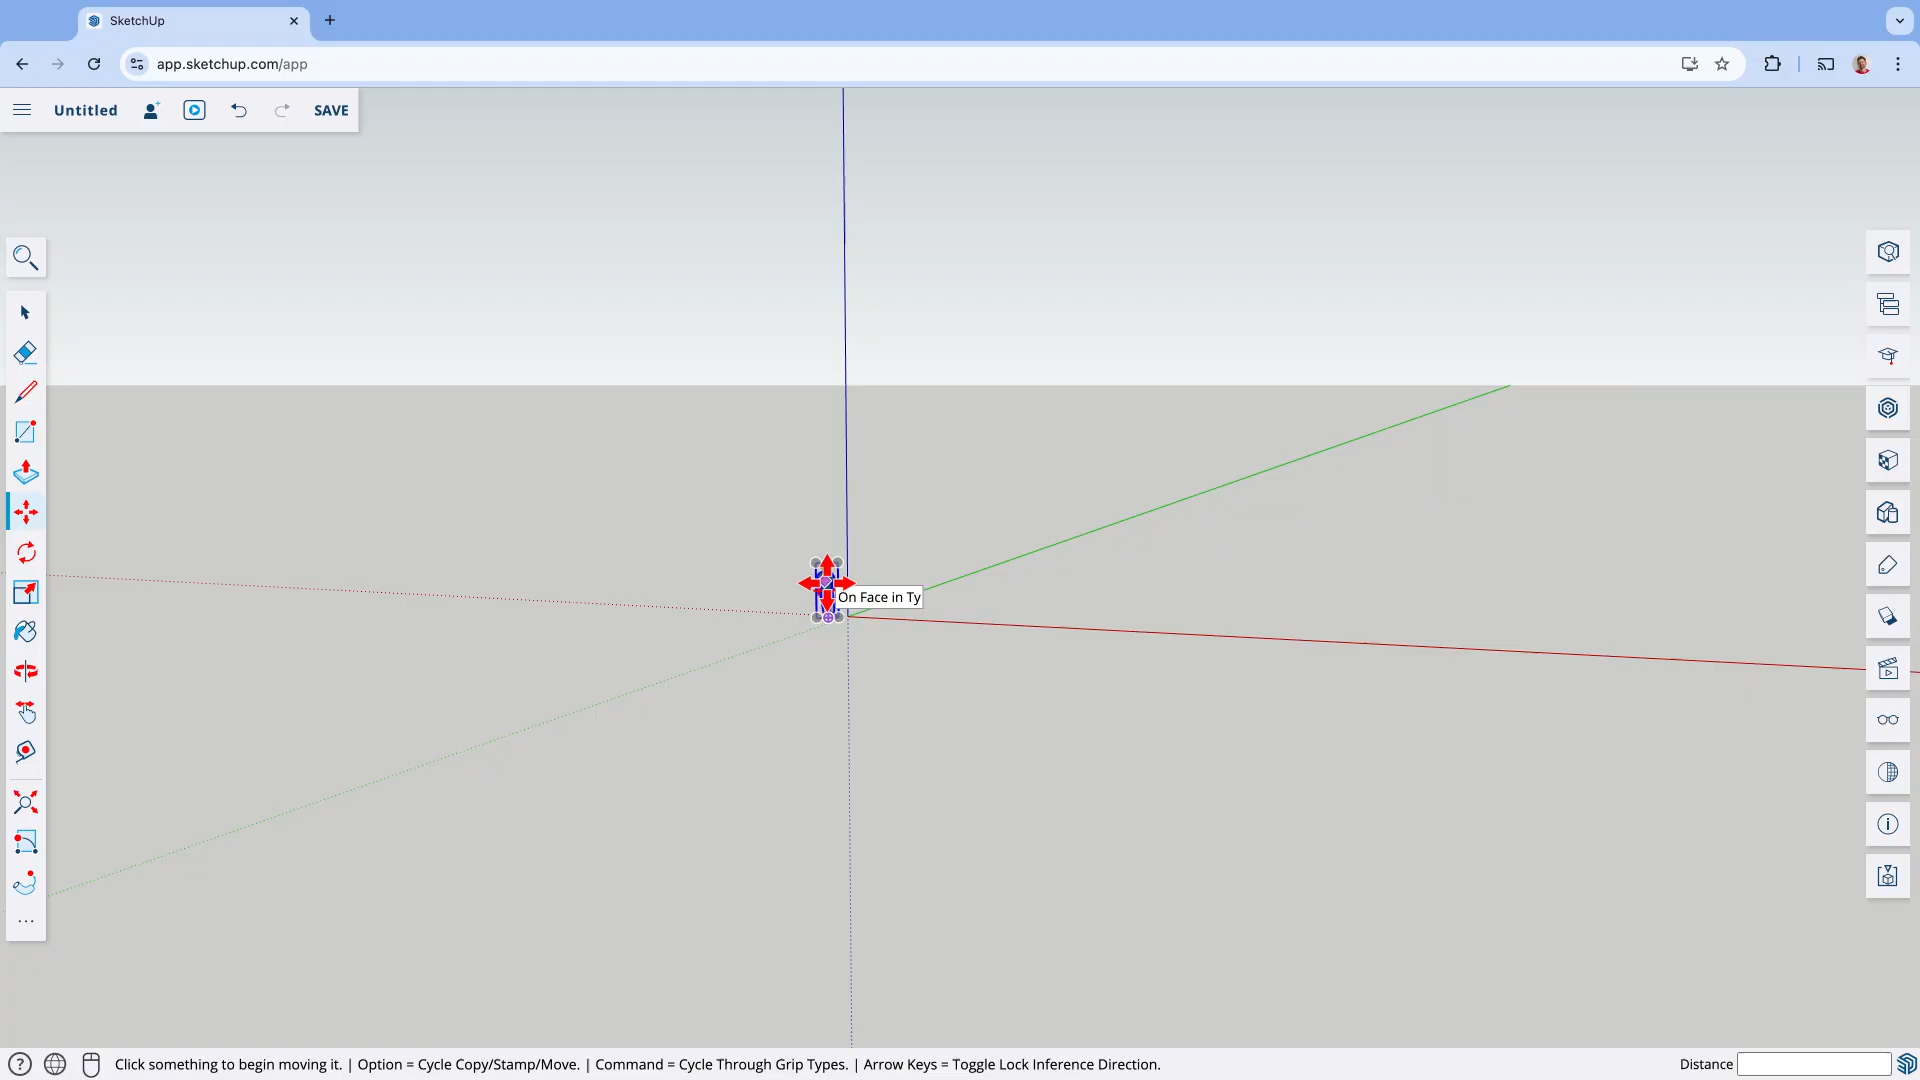 SketchUp
app.sketchup.com/app
Untitled
SAVE
On Face in Ty
Click something to begin moving it. | Option = Cycle Copy/Stamp/Move. | Command = Cycle Through Grip Types. | Arrow Keys = Toggle Lock Inference Direction.
Distance